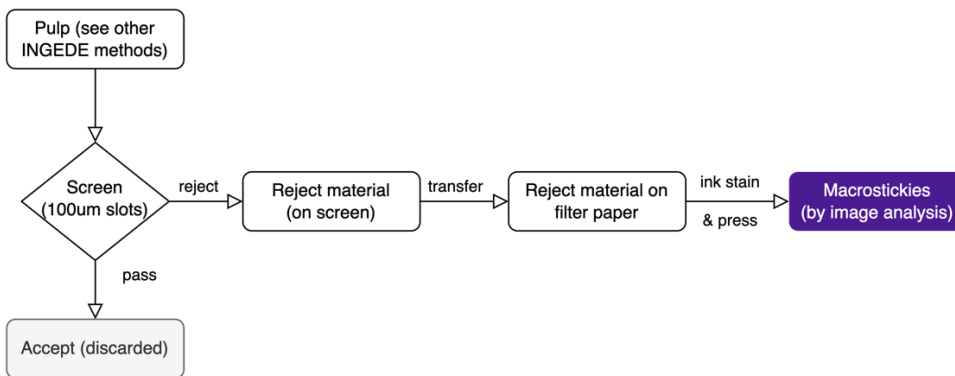 Pulp (see other
INGEDE methods)
Screen
(100um slots)
reject
Reject material
(on screen)
transfer
Reject material on
filter paper
ink stain
& press
Macrostickies
(by image analysis)
pass
Accept (discarded)